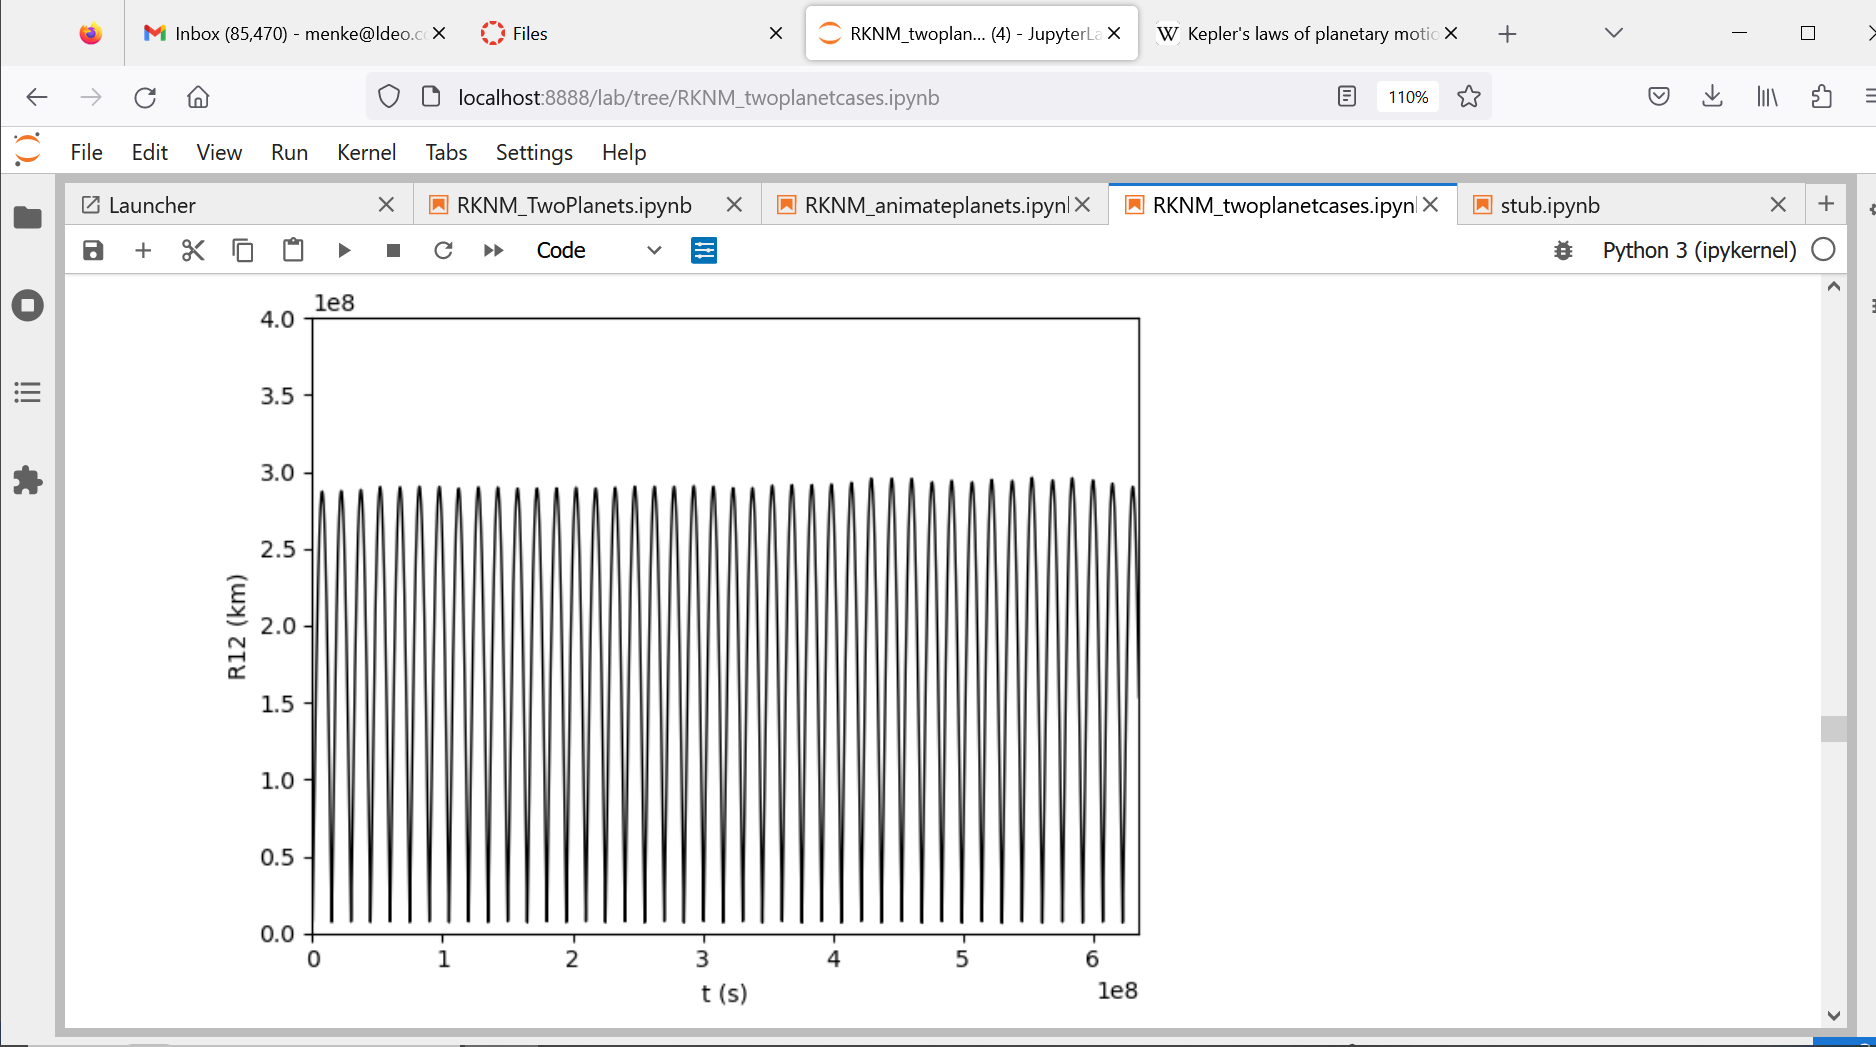 Inbox (85,470) - menke@ldeo.c
Files
RKNM_twoplan... (4) - JupyterLa
W Kepler's laws of planetary motio
localhost:8888/lab/tree/RKNM_twoplanetcases.ipynb
110%
File Edit View Run Kernel Tabs Settings Help
Launcher
RKNM_TwoPlanets.ipynb
RKNM_animateplanets.ipynl
RKNM_twoplanetcases.ipynl
stub.ipynb
Code
Python 3 (ipykernel)
1e8
4.0
3.5
3.0
2.5
2.0
1.5
1.0
0.5
0.0
R12 (km)
0 1 2 3 4 5 6
t (s)
1e8